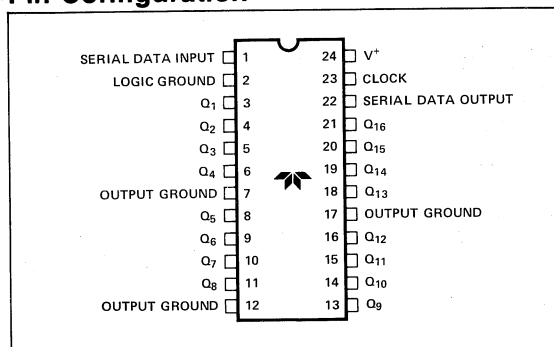 SERIAL DATA INPUT 1 24 V⁺
LOGIC GROUND 2 23 CLOCK
Q₁ 3 22 SERIAL DATA OUTPUT
Q₂ 4 21 Q₁₆
Q₃ 5 20 Q₁₅
Q₄ 6 19 Q₁₄
OUTPUT GROUND 7 18 Q₁₃
Q₅ 8 17 OUTPUT GROUND
Q₆ 9 16 Q₁₂
Q₇ 10 15 Q₁₁
Q₈ 11 14 Q₁₀
OUTPUT GROUND 12 13 Q₉